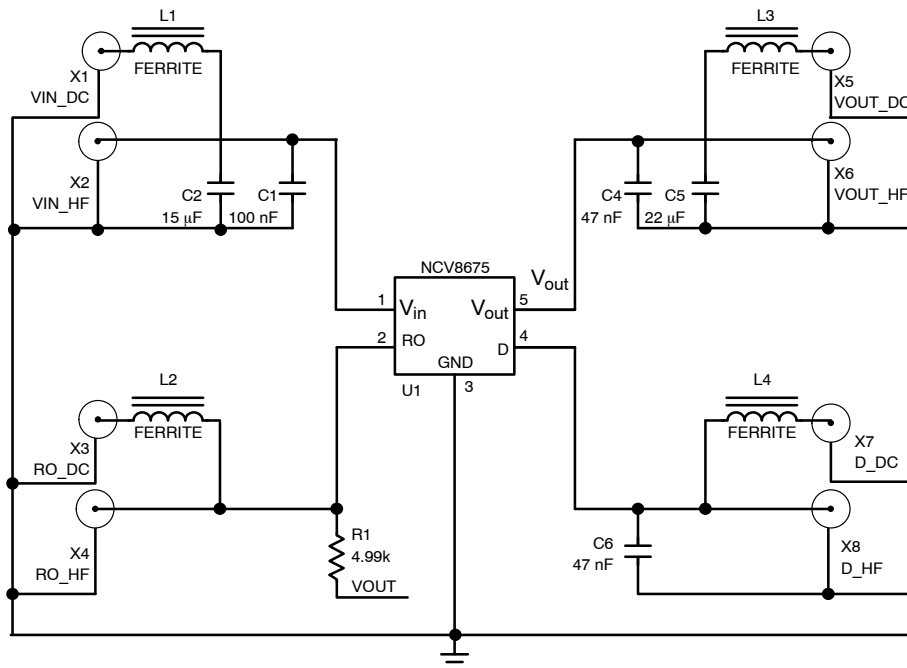 L1
FERRITE
X1
VIN_DC
X2
VIN_HF
C2
15 μF
C1
100 nF
L3
FERRITE
X5
VOUT_DC
X6
VOUT_HF
C4
47 nF
C5
22 μF
NCV8675
Vout
1
Vin
Vout
5
2
RO
D
4
GND
U1
3
L2
FERRITE
X3
RO_DC
X4
RO_HF
R1
4.99k
VOUT
L4
FERRITE
X7
D_DC
C6
47 nF
X8
D_HF